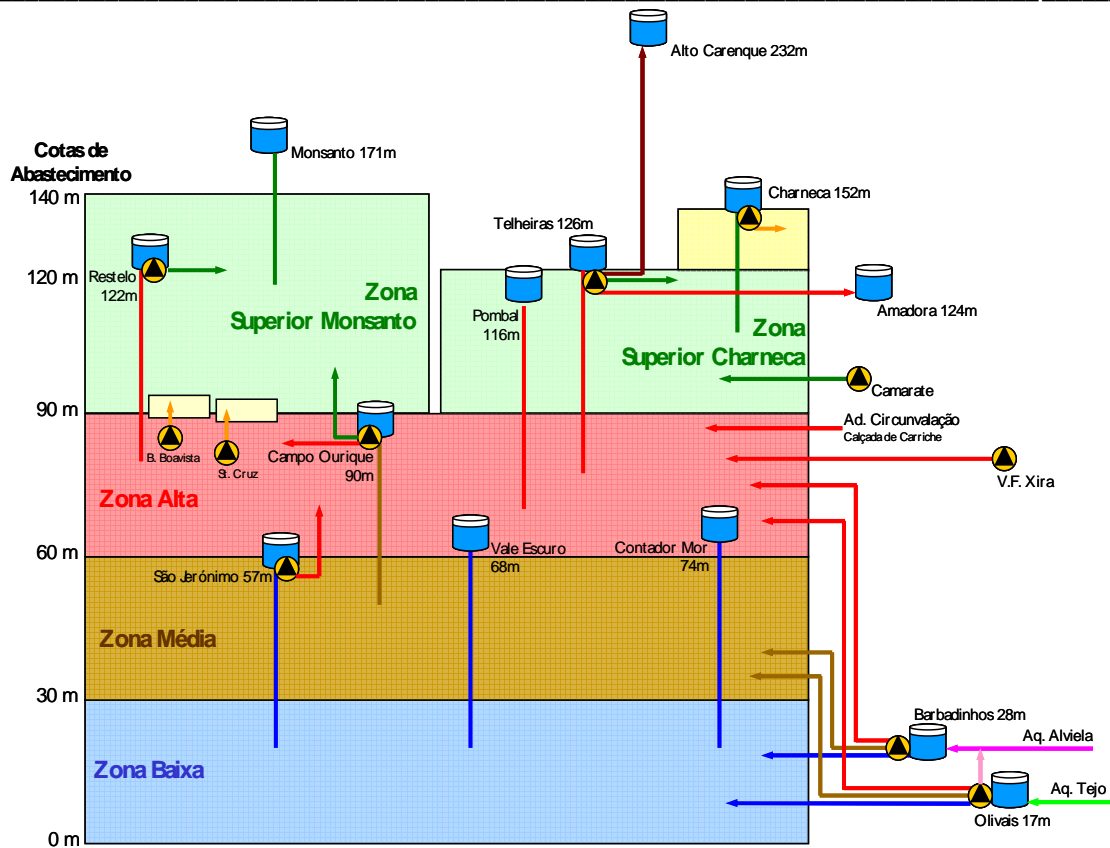 Alto Carenque 232m
Cotas de
Abastecimento
Monsanto 171m
140 m
Charneca 152m
Telheiras 126m
Restelo
122m
120 m
Zona
Superior Monsanto
Pombal
116m
Amadora 124m
Zona
Superior Charneca
Camarate
90 m
Ad. Circunvalação
Calçada de Carriche
B. Boavista
St. Cruz
Campo Ourique
90m
V.F. Xira
Zona Alta
60 m
São Jerónimo 57m
Vale Escuro
68m
Contador Mor
74m
Zona Média
30 m
Barbadinhos 28m
Aq. Alviela
Zona Baixa
Aq. Tejo
Olivais 17m
0 m